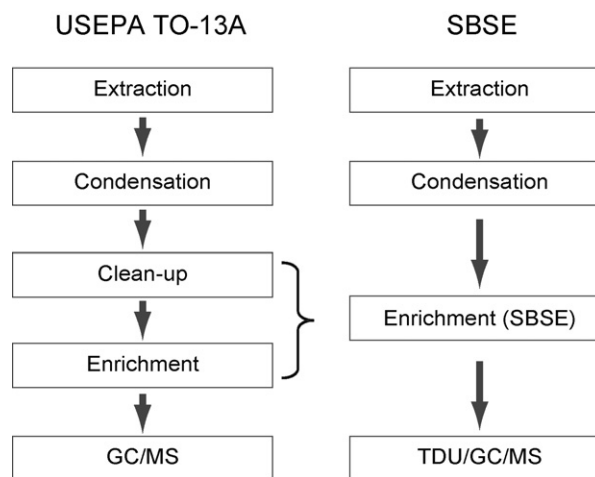 USEPA TO-13A
Extraction
Condensation
Clean-up
Enrichment
GC/MS
SBSE
Extraction
Condensation
Enrichment (SBSE)
TDU/GC/MS